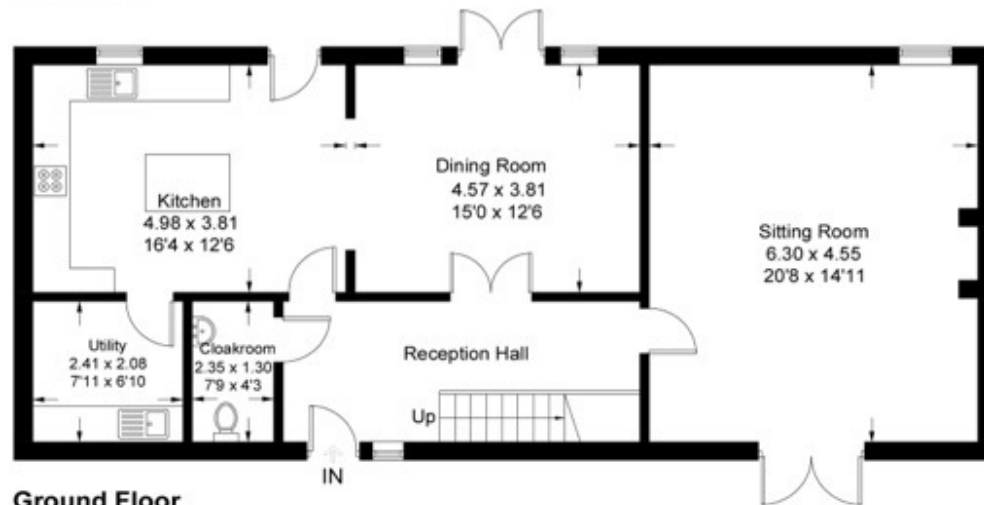 Kitchen
4.98 x 3.81
16'4 x 12'6
Dining Room
4.57 x 3.81
15'0 x 12'6
Sitting Room
6.30 x 4.55
20'8 x 14'11
Utility
2.41 x 2.08
7'11 x 6'10
Cloakroom
2.35 x 1.30
7'9 x 4'3
Reception Hall
Up
IN
Ground Floor